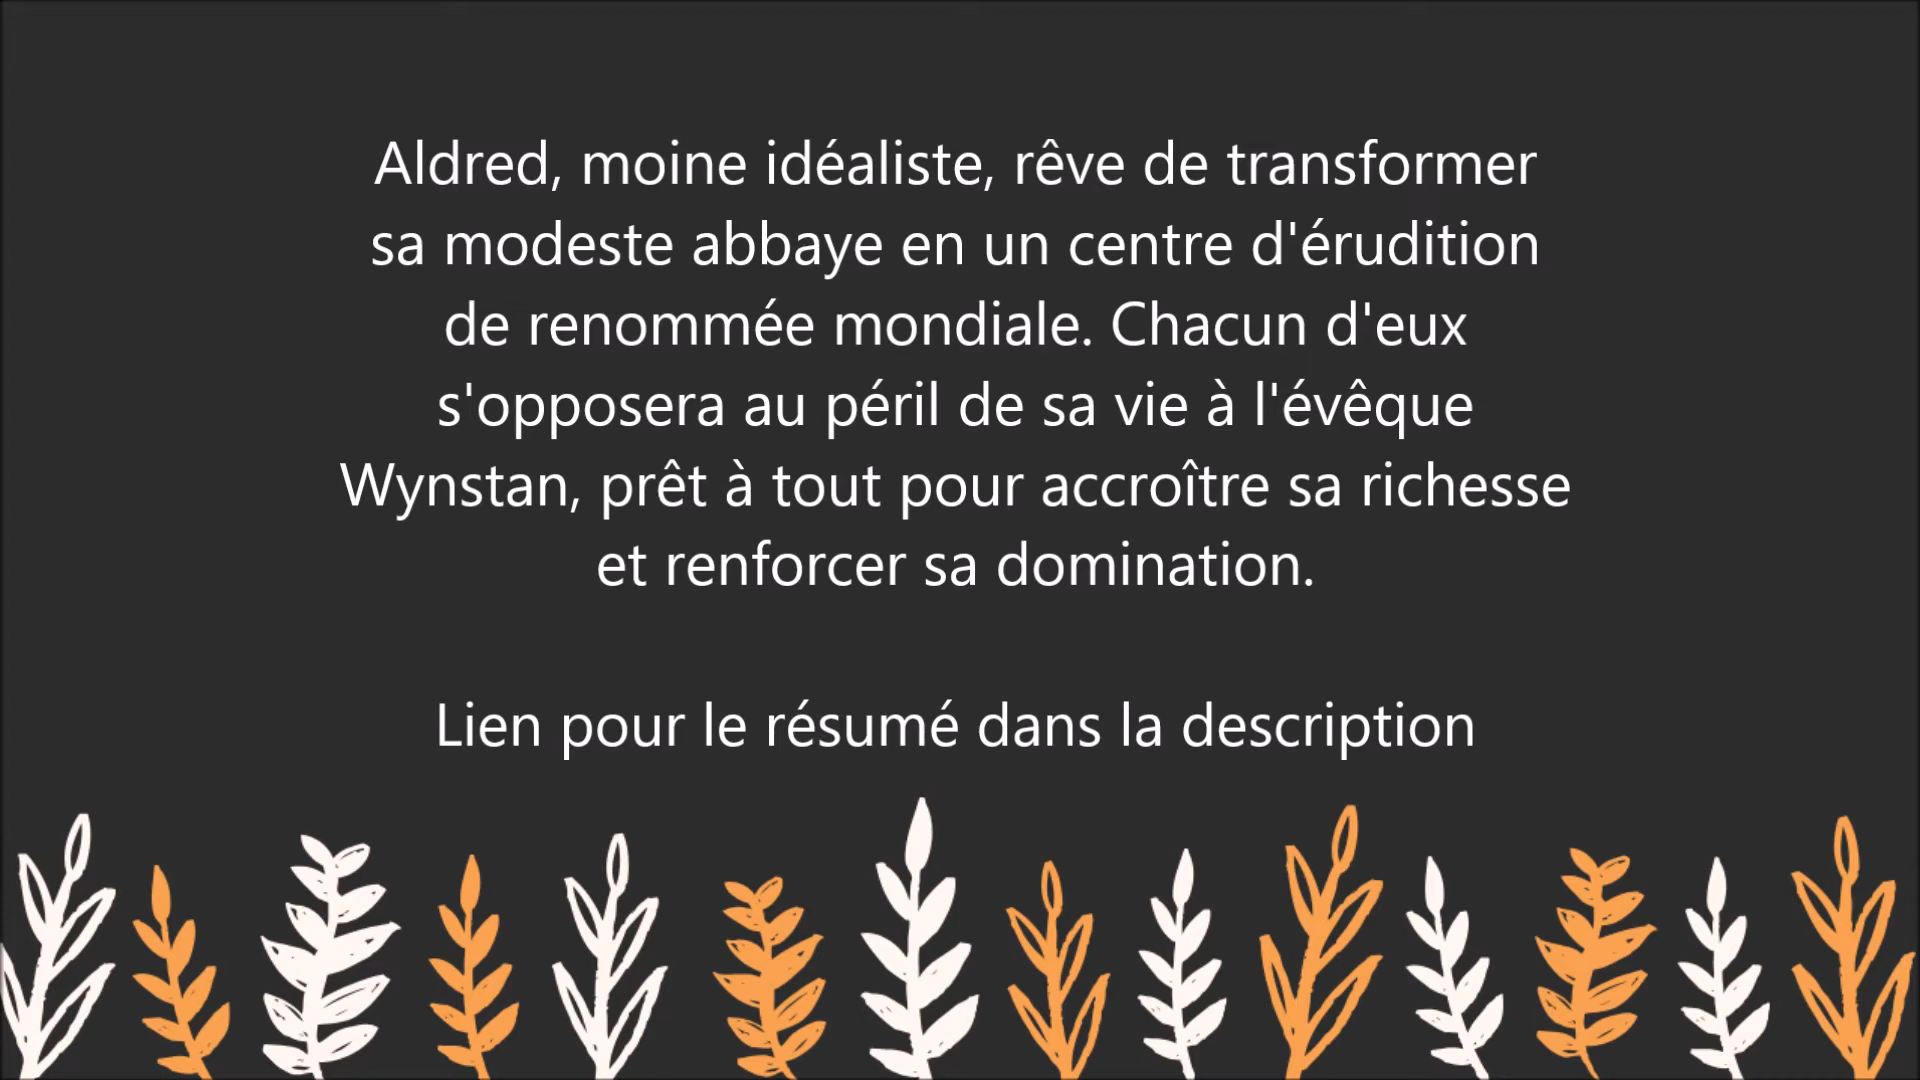 Aldred, moine idéaliste, rêve de transformer
sa modeste abbaye en un centre d'érudition
de renommée mondiale. Chacun d'eux
s'opposera au péril de sa vie à l'évêque
Wynstan, prêt à tout pour accroître sa richesse
et renforcer sa domination.
Lien pour le résumé dans la description